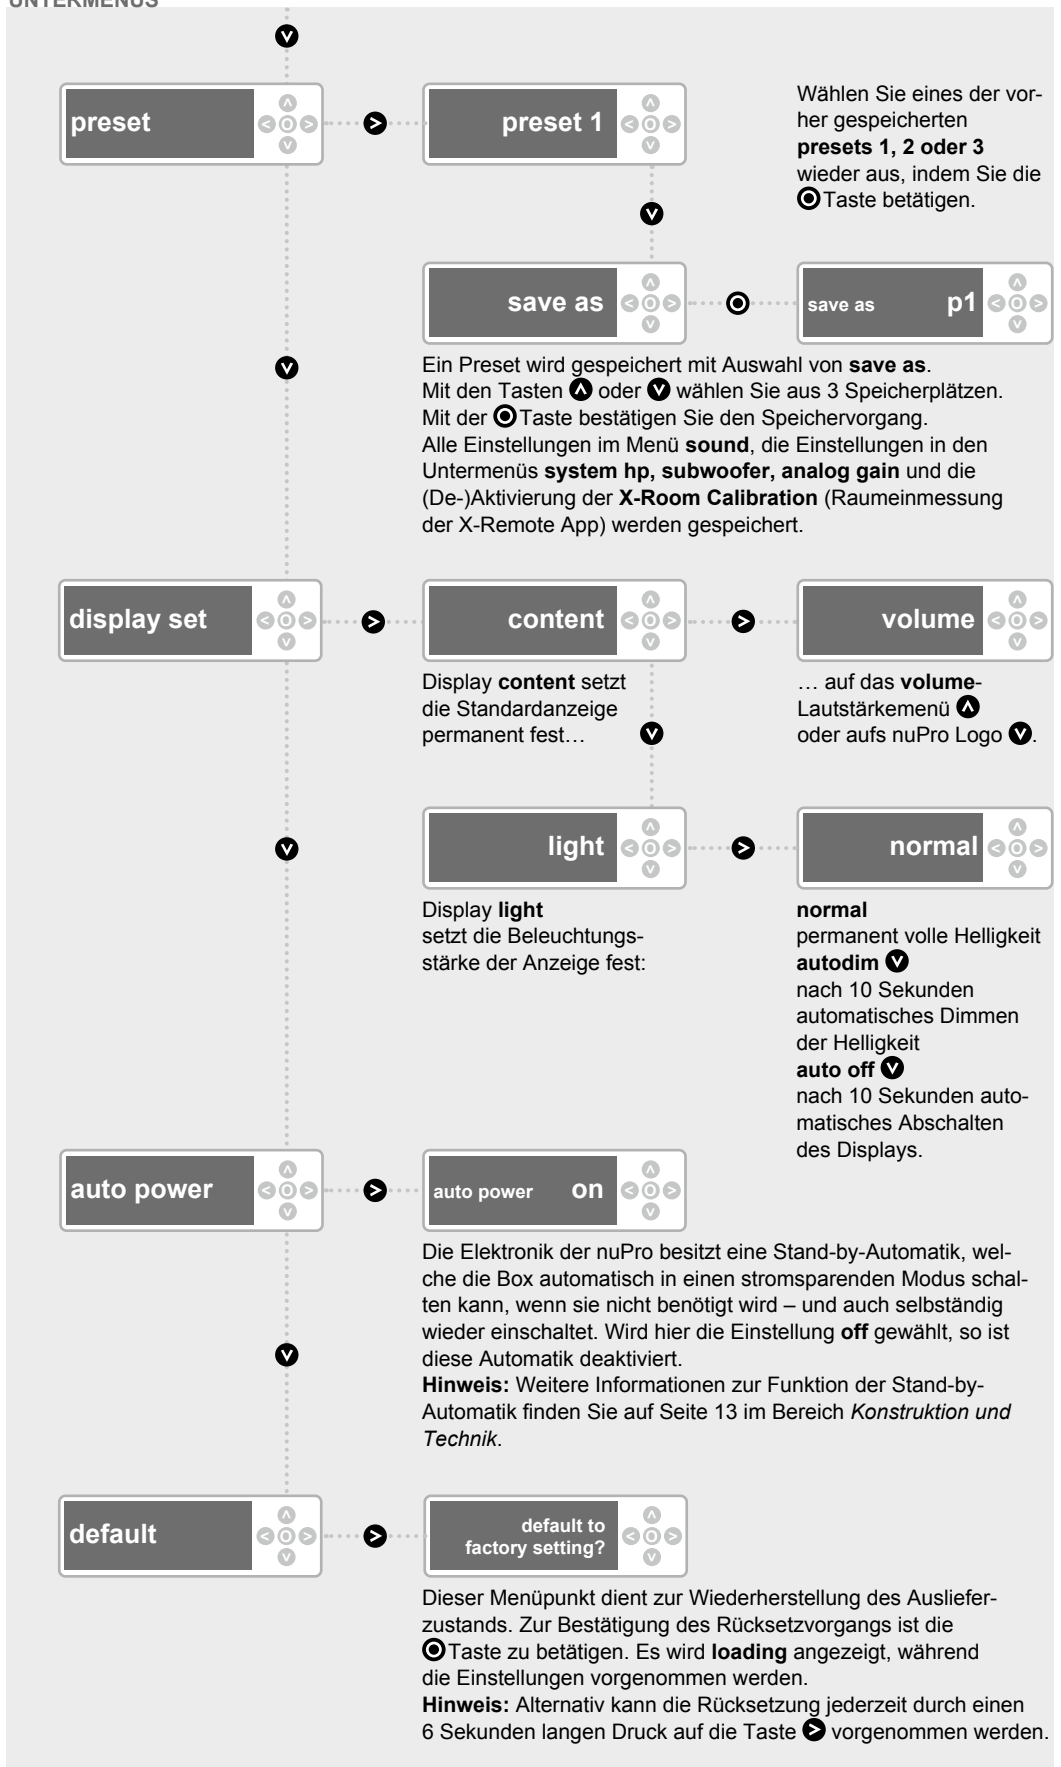 UNTERMENÜS
preset
preset 1
Wählen Sie eines der vor-
her gespeicherten
presets 1, 2 oder 3
wieder aus, indem Sie die
Taste betätigen.
save as
save as p1
Ein Preset wird gespeichert mit Auswahl von save as.
Mit den Tasten oder wählen Sie aus 3 Speicherplätzen.
Mit der Taste bestätigen Sie den Speichervorgang.
Alle Einstellungen im Menü sound, die Einstellungen in den
Untermenüs system hp, subwoofer, analog gain und die
(De-)Aktivierung der X-Room Calibration (Raumeinmessung
der X-Remote App) werden gespeichert.
display set
content
volume
Display content setzt
die Standardanzeige
permanent fest…
… auf das volume-
Lautstärkemenü
oder aufs nuPro Logo .
light
normal
Display light
setzt die Beleuchtungs-
stärke der Anzeige fest:
normal
permanent volle Helligkeit
autodim
nach 10 Sekunden
automatisches Dimmen
der Helligkeit
auto off
nach 10 Sekunden auto-
matisches Abschalten
des Displays.
auto power
auto power on
Die Elektronik der nuPro besitzt eine Stand-by-Automatik, wel-
che die Box automatisch in einen stromsparenden Modus schal-
ten kann, wenn sie nicht benötigt wird – und auch selbständig
wieder einschaltet. Wird hier die Einstellung off gewählt, so ist
diese Automatik deaktiviert.
Hinweis: Weitere Informationen zur Funktion der Stand-by-
Automatik finden Sie auf Seite 13 im Bereich Konstruktion und
Technik.
default
default to
factory setting?
Dieser Menüpunkt dient zur Wiederherstellung des Ausliefer-
zustands. Zur Bestätigung des Rücksetzvorgangs ist die
Taste zu betätigen. Es wird loading angezeigt, während
die Einstellungen vorgenommen werden.
Hinweis: Alternativ kann die Rücksetzung jederzeit durch einen
6 Sekunden langen Druck auf die Taste vorgenommen werden.